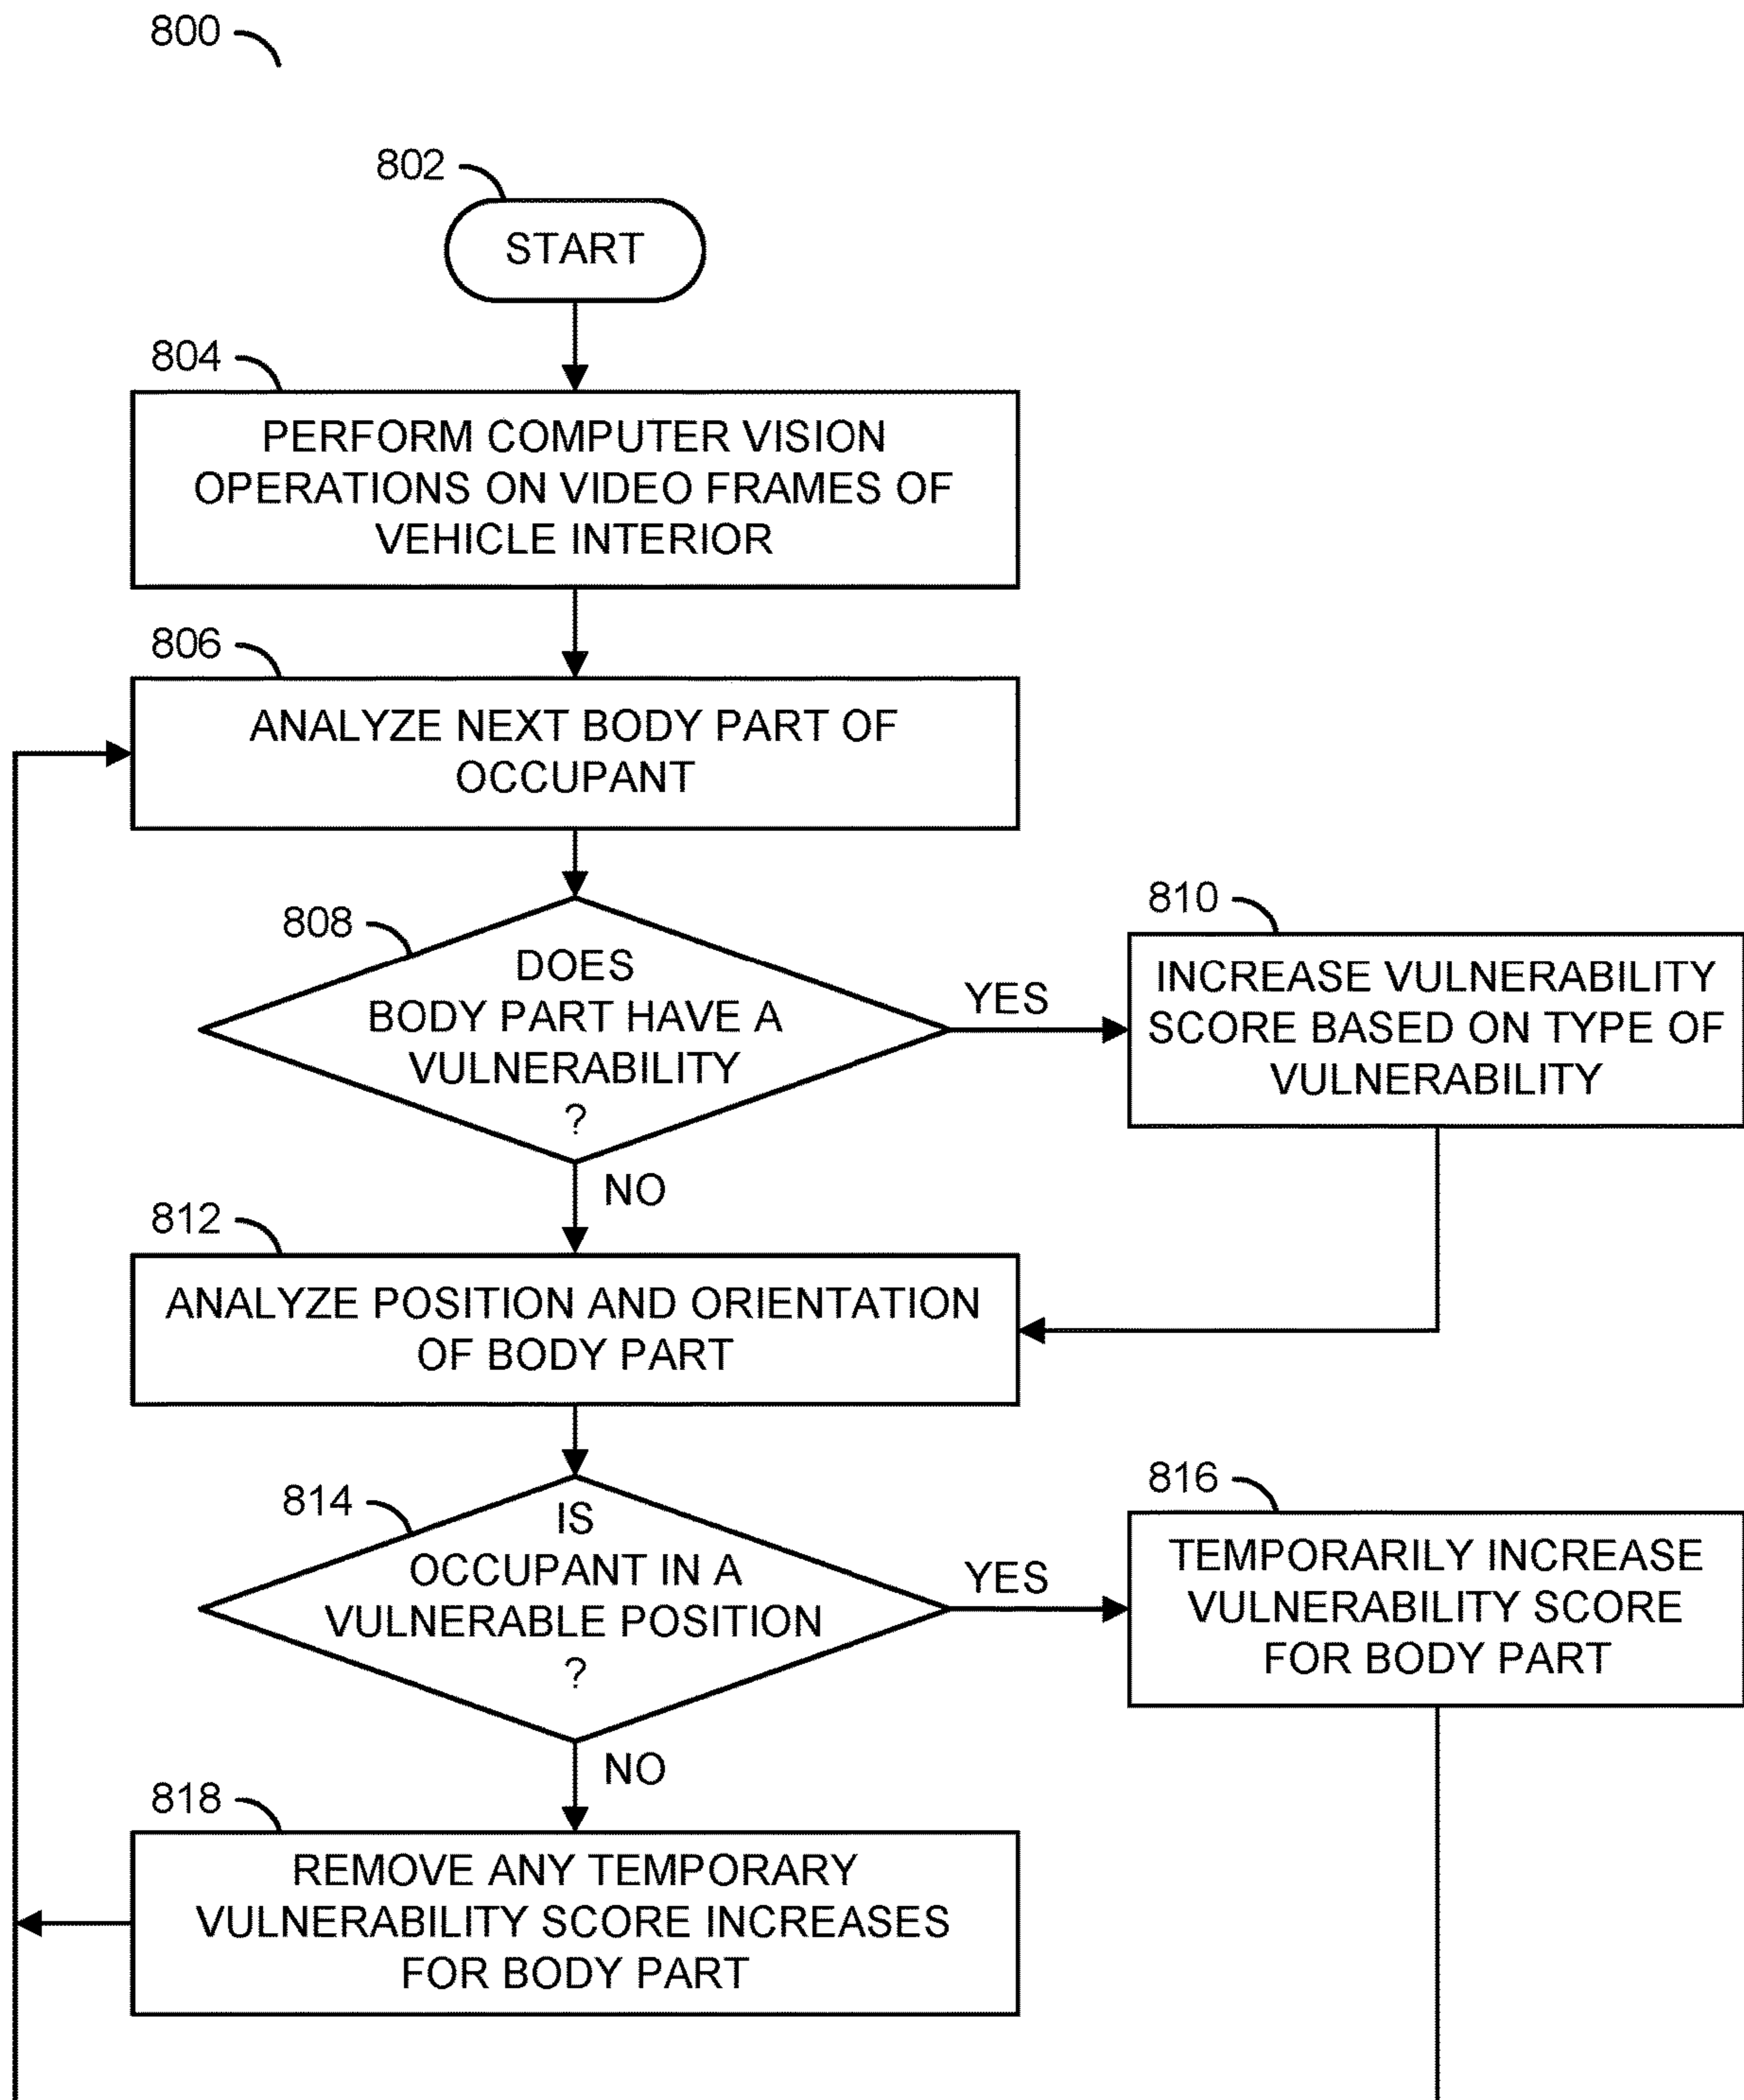 800
802
START
804
PERFORM COMPUTER VISION
OPERATIONS ON VIDEO FRAMES OF
VEHICLE INTERIOR
806
ANALYZE NEXT BODY PART OF
OCCUPANT
808
DOES
BODY PART HAVE A
VULNERABILITY
?
YES
810
INCREASE VULNERABILITY
SCORE BASED ON TYPE OF
VULNERABILITY
NO
812
ANALYZE POSITION AND ORIENTATION
OF BODY PART
814
IS
OCCUPANT IN A
VULNERABLE POSITION
?
YES
816
TEMPORARILY INCREASE
VULNERABILITY SCORE
FOR BODY PART
NO
818
REMOVE ANY TEMPORARY
VULNERABILITY SCORE INCREASES
FOR BODY PART